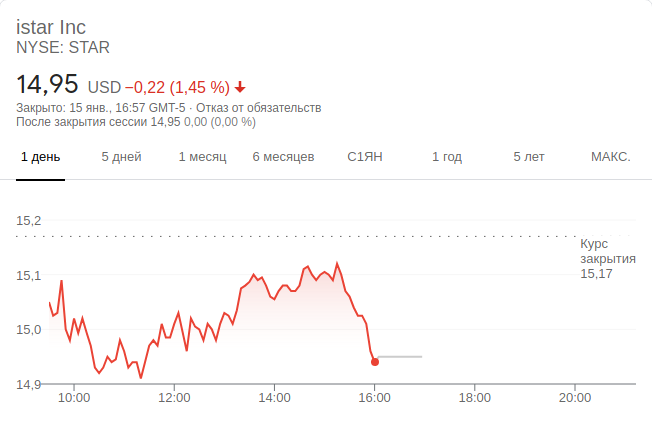 istar Inc
NYSE: STAR
14,95 USD −0,22 (1,45 %)
Закрыто: 15 янв., 16:57 GMT-5 · Отказ от обязательств
После закрытия сессии 14,95 0,00 (0,00 %)
1 день 5 дней 1 месяц 6 месяцев С1ЯН 1 год 5 лет МАКС.
15,2
Курс
закрытия
15,17
15,1
15,0
14,9
10:00 12:00 14:00 16:00 18:00 20:00